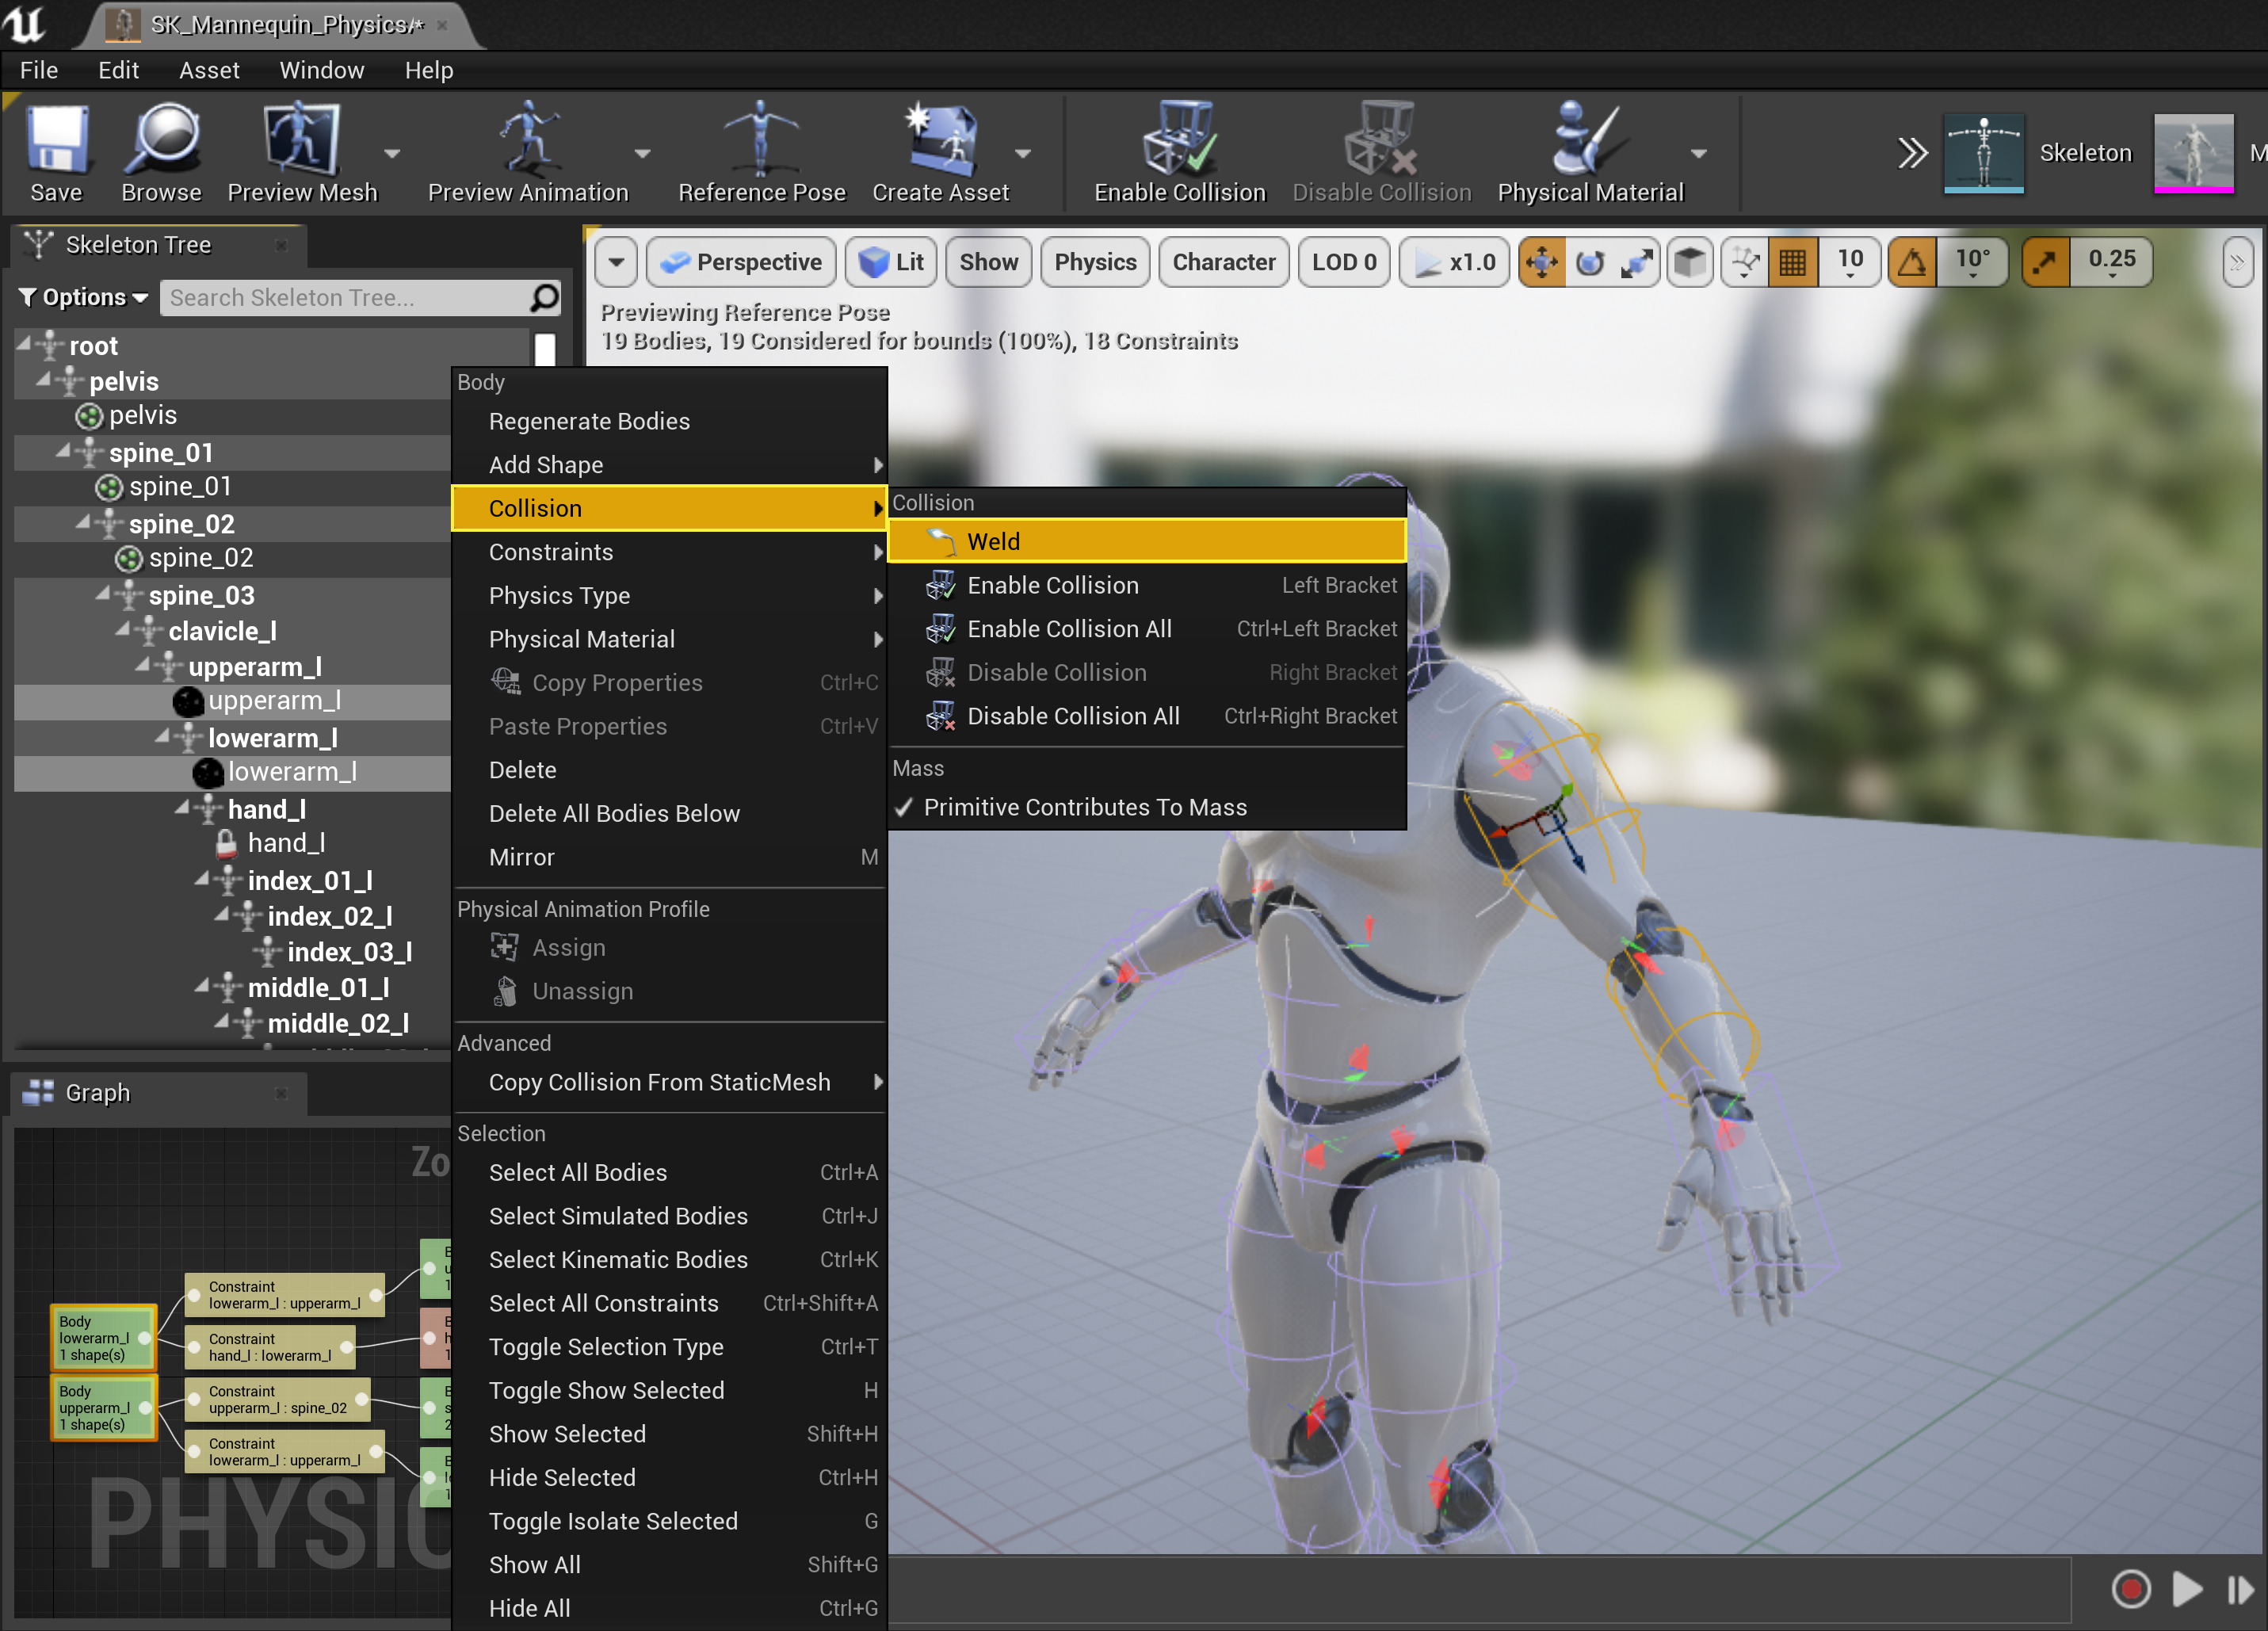 SK_Mannequin_Physics/*
File Edit Asset Window Help
Save Browse Preview Mesh Preview Animation Reference Pose Create Asset Enable Collision Disable Collision Physical Material Skeleton
Skeleton Tree
Options Search Skeleton Tree...
Perspective Lit Show Physics Character LOD 0 x1.0 10 10° 0.25
Previewing Reference Pose
19 Bodies, 19 Considered for bounds (100%), 18 Constraints
root
pelvis
pelvis
spine_01
spine_01
spine_02
spine_02
spine_03
clavicle_l
upperarm_l
upperarm_l
lowerarm_l
lowerarm_l
hand_l
hand_l
index_01_l
index_02_l
index_03_l
middle_01_l
middle_02_l
Body
Regenerate Bodies
Add Shape
Collision
Constraints
Physics Type
Physical Material
Copy Properties Ctrl+C
Paste Properties Ctrl+V
Delete
Delete All Bodies Below
Mirror M
Physical Animation Profile
Assign
Unassign
Advanced
Copy Collision From StaticMesh
Selection
Select All Bodies Ctrl+A
Select Simulated Bodies Ctrl+J
Select Kinematic Bodies Ctrl+K
Select All Constraints Ctrl+Shift+A
Toggle Selection Type Ctrl+T
Toggle Show Selected H
Show Selected Shift+H
Hide Selected Ctrl+H
Toggle Isolate Selected G
Show All Shift+G
Hide All Ctrl+G
Collision
Weld
Enable Collision Left Bracket
Enable Collision All Ctrl+Left Bracket
Disable Collision Right Bracket
Disable Collision All Ctrl+Right Bracket
Mass
Primitive Contributes To Mass
Graph
Zo
Body
lowerarm_l
1 shape(s)
Body
upperarm_l
1 shape(s)
Constraint
lowerarm_l : upperarm_l
Constraint
hand_l : lowerarm_l
Constraint
upperarm_l : spine_02
Constraint
lowerarm_l : upperarm_l
PHYSIC